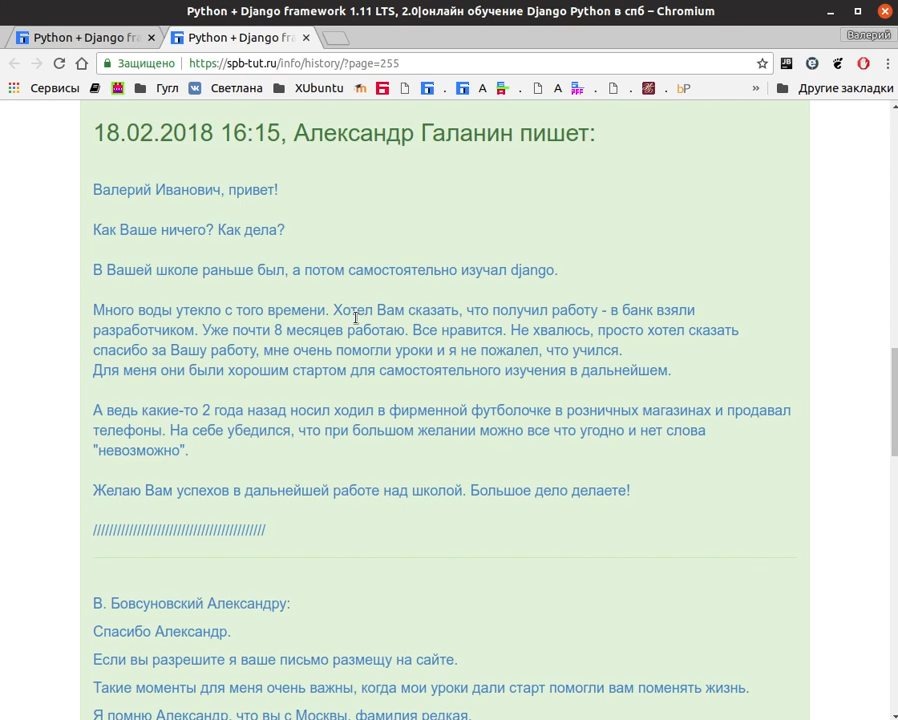 Python + Django framework 1.11 LTS, 2.0|онлайн обучение Django Python в спб – Chromium
Python + Django fr
Python + Django fra
Валерий
Защищено https://spb-tut.ru/info/history/?page=255
Сервисы Гугл Светлана XUbuntu A A bP » Другие закладки
18.02.2018 16:15, Александр Галанин пишет:
Валерий Иванович, привет!
Как Ваше ничего? Как дела?
В Вашей школе раньше был, а потом самостоятельно изучал django.
Много воды утекло с того времени. Хотел Вам сказать, что получил работу - в банк взяли
разработчиком. Уже почти 8 месяцев работаю. Все нравится. Не хвалюсь, просто хотел сказать
спасибо за Вашу работу, мне очень помогли уроки и я не пожалел, что учился.
Для меня они были хорошим стартом для самостоятельного изучения в дальнейшем.
А ведь какие-то 2 года назад носил ходил в фирменной футболочке в розничных магазинах и продавал
телефоны. На себе убедился, что при большом желании можно все что угодно и нет слова
"невозможно".
Желаю Вам успехов в дальнейшей работе над школой. Большое дело делаете!
///////////////////////////////////////////
В. Бовсуновский Александру:
Спасибо Александр.
Если вы разрешите я ваше письмо размещу на сайте.
Такие моменты для меня очень важны, когда мои уроки дали старт помогли вам поменять жизнь.
Я помню Александр, что вы с Москвы, фамилия редкая.